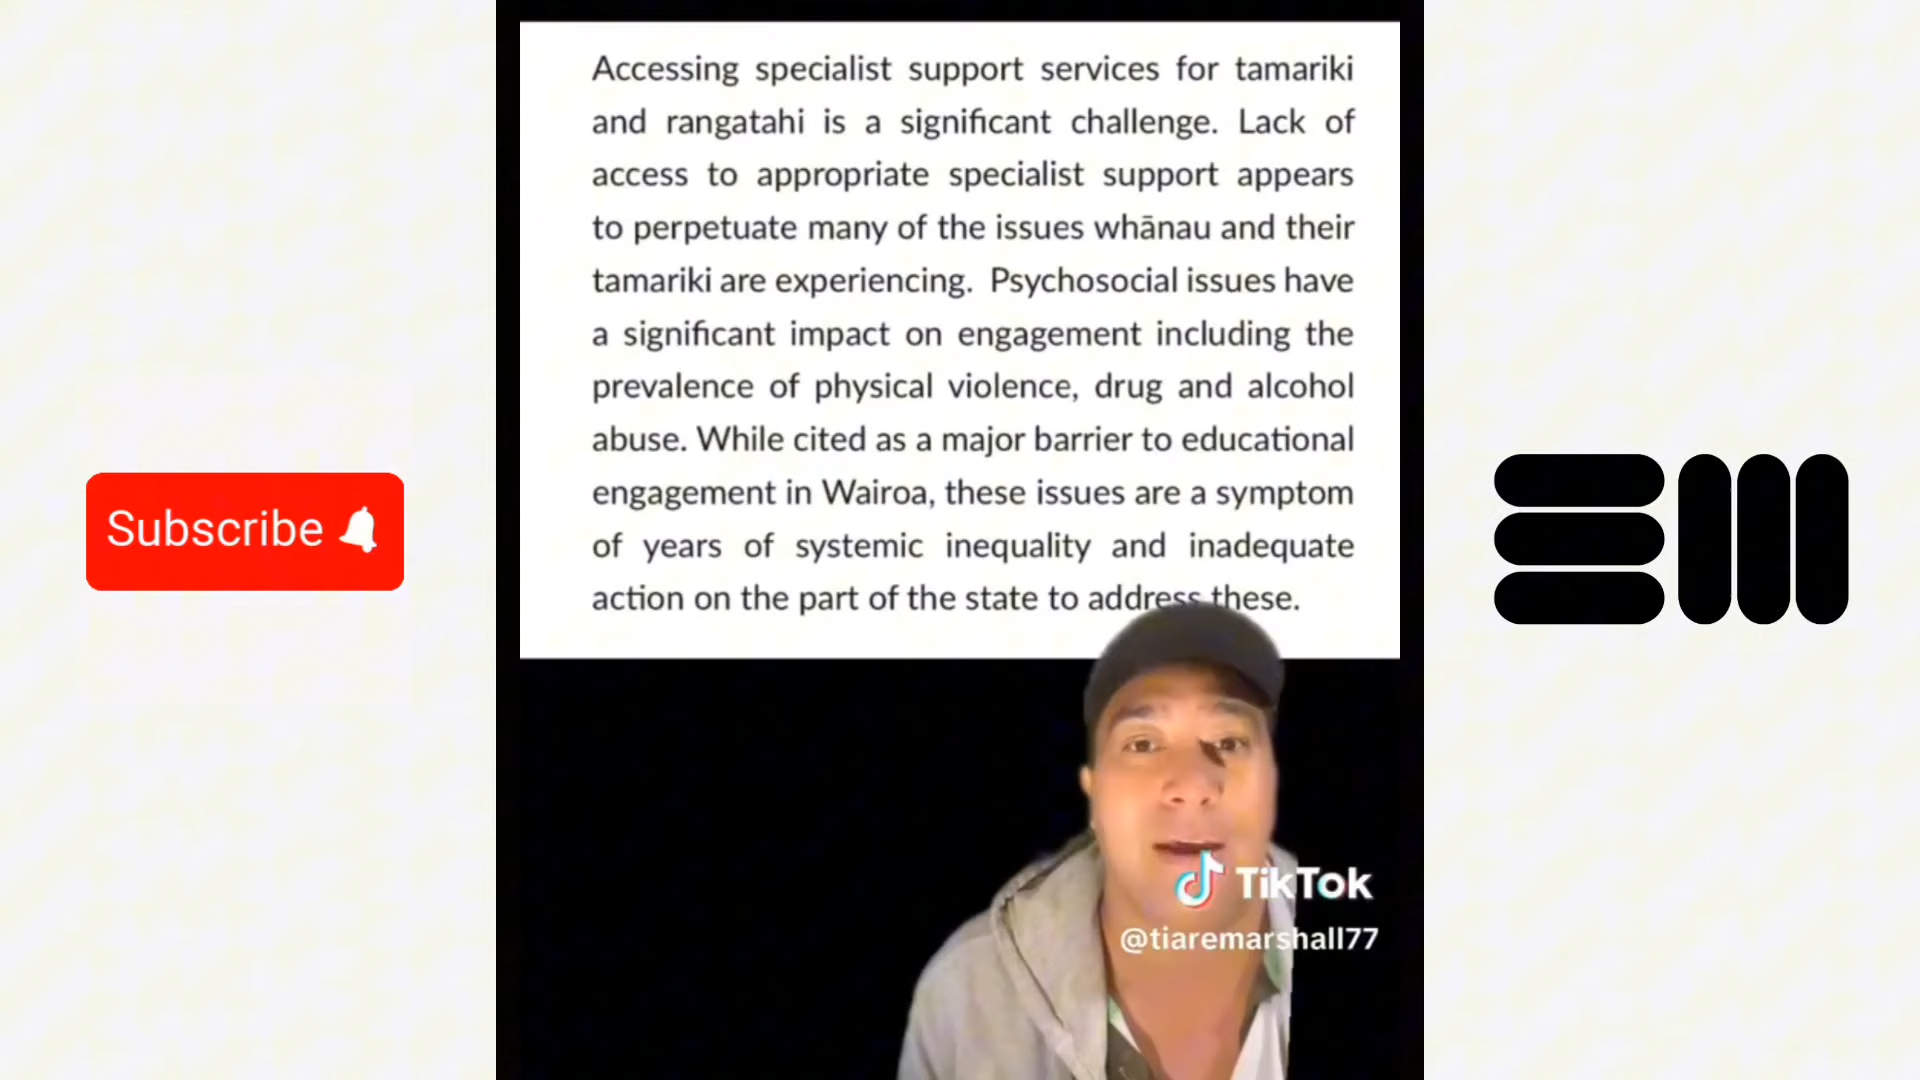 Accessing specialist support services for tamariki
and rangatahi is a significant challenge. Lack of
access to appropriate specialist support appears
to perpetuate many of the issues whānau and their
tamariki are experiencing. Psychosocial issues have
a significant impact on engagement including the
prevalence of physical violence, drug and alcohol
abuse. While cited as a major barrier to educational
engagement in Wairoa, these issues are a symptom
of years of systemic inequality and inadequate
action on the part of the state to address these.
Subscribe
TikTok
@tiaremarshall77